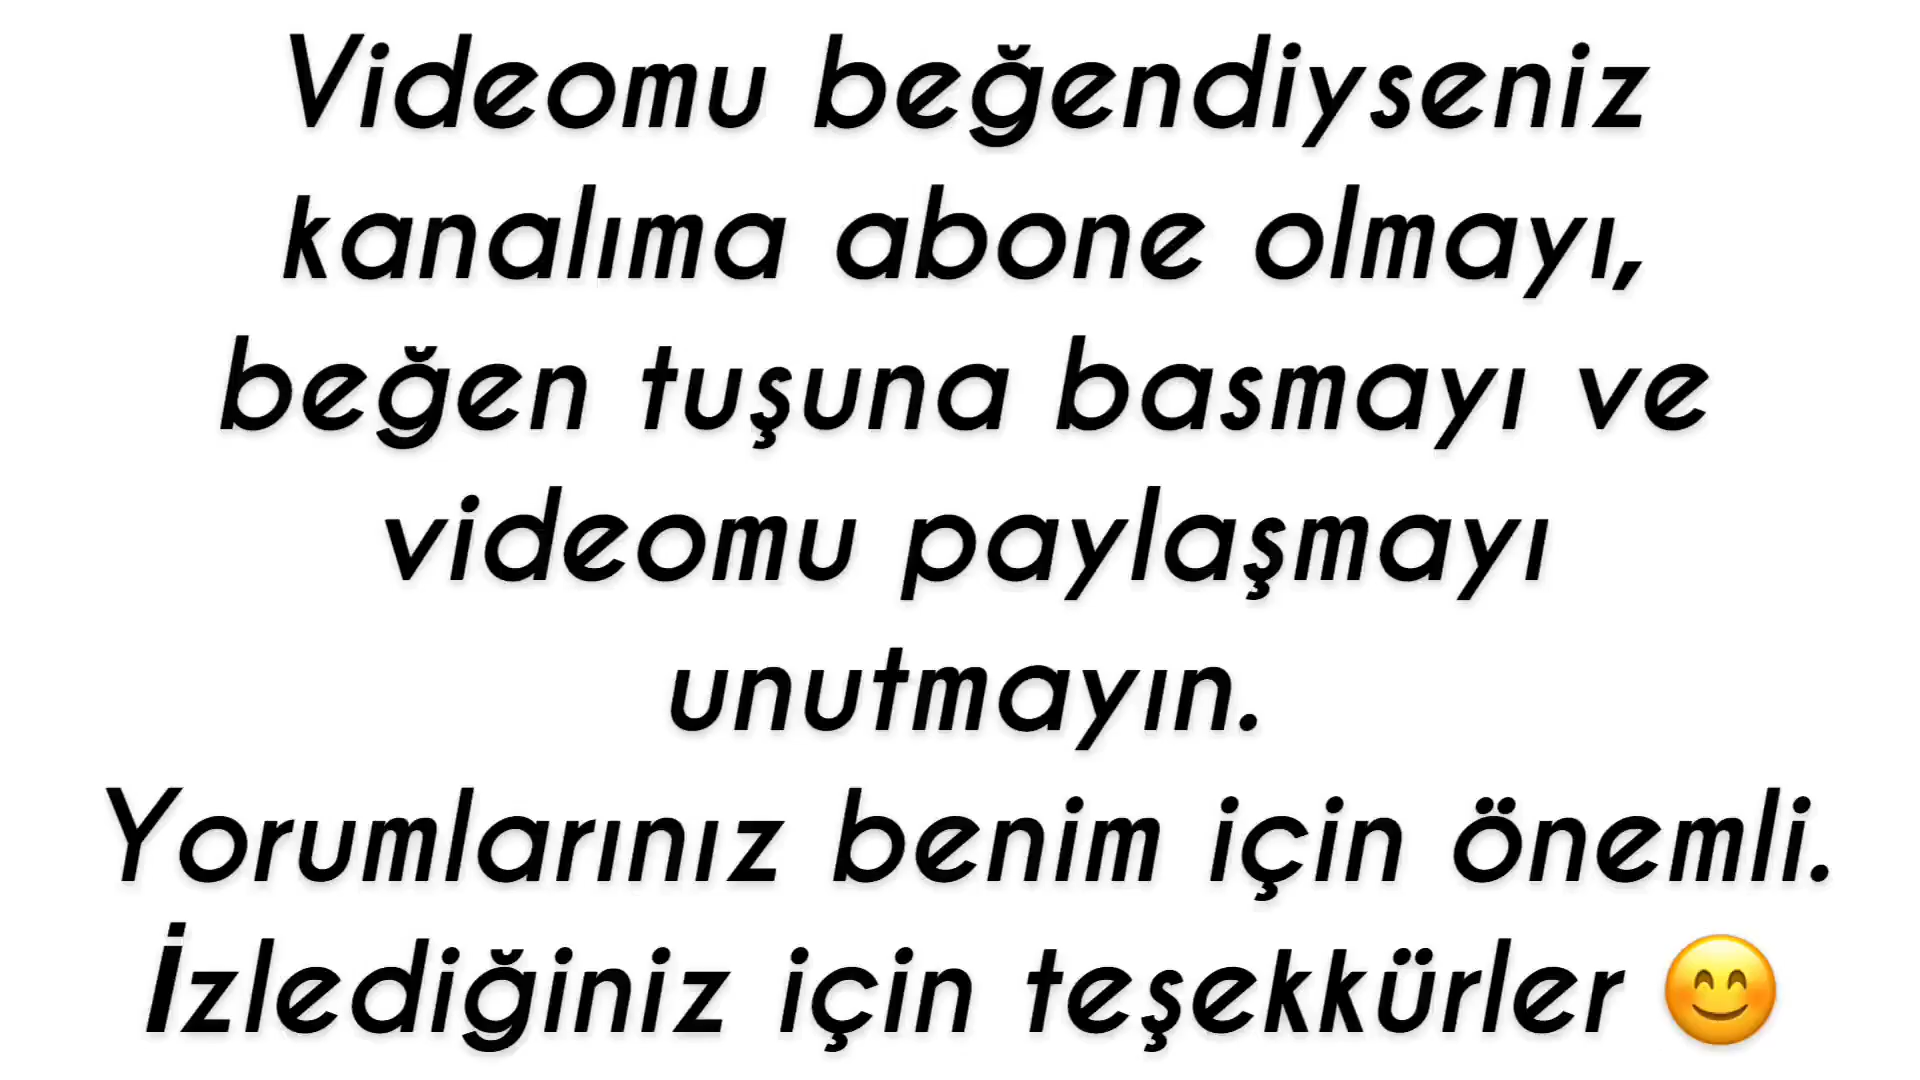 Videomu beğendiyseniz
kanalıma abone olmayı,
beğen tuşuna basmayı ve
videomu paylaşmayı
unutmayın.
Yorumlarınız benim için önemli.
İzlediğiniz için teşekkürler 😊